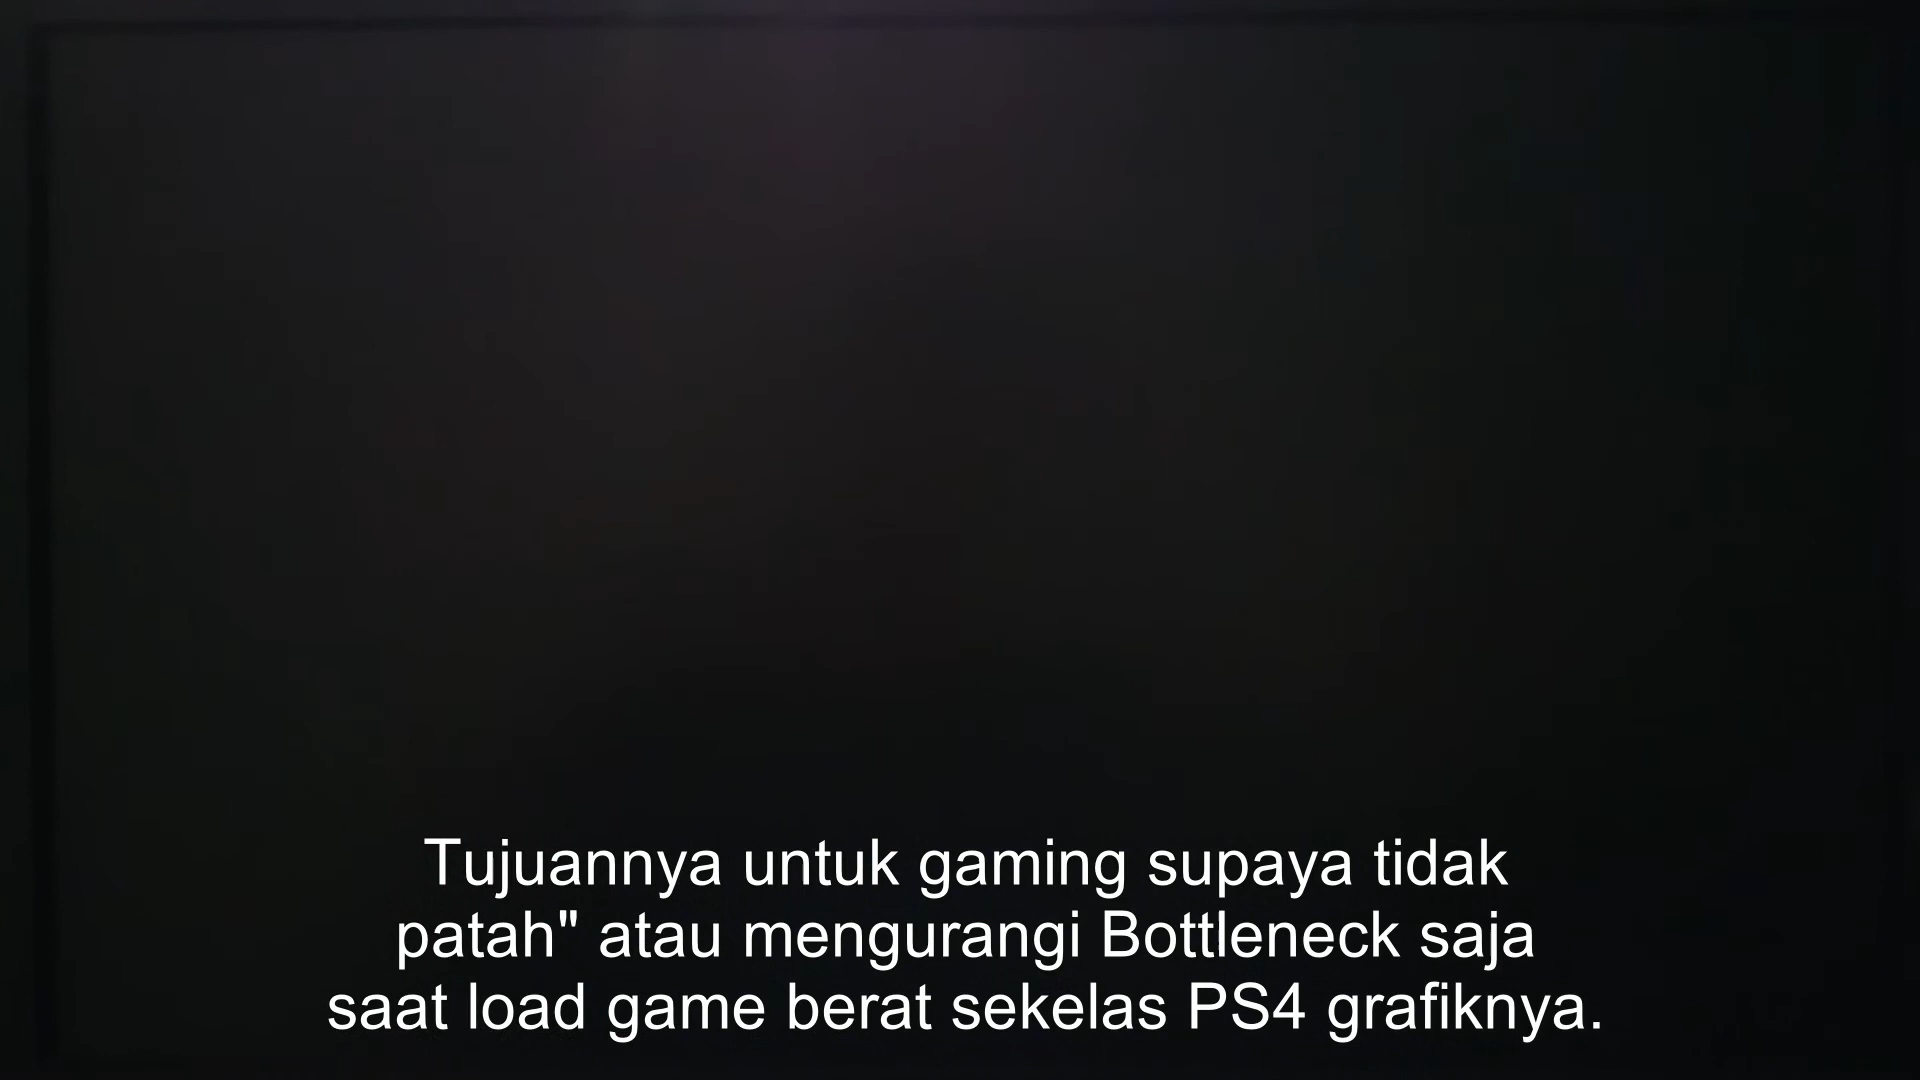 Tujuannya untuk gaming supaya tidak
patah" atau mengurangi Bottleneck saja
saat load game berat sekelas PS4 grafiknya.